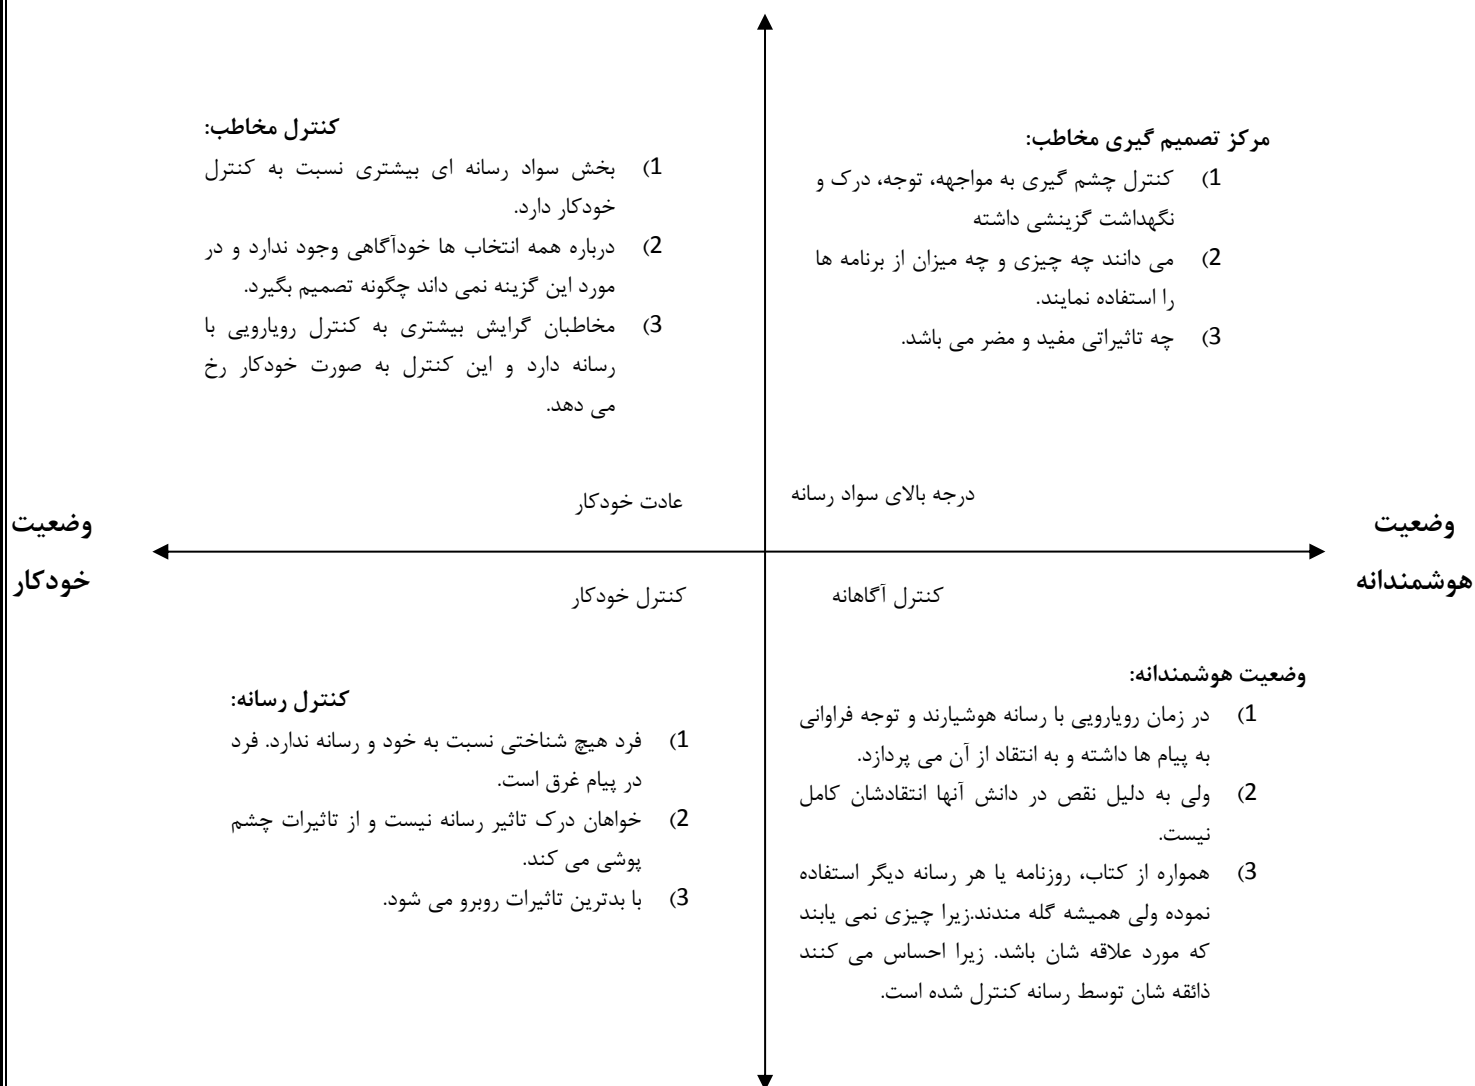 مرکز تصمیم گیری مخاطب:
1) کنترل چشم گیری به مواجهه، توجه، درک و
نگهداشت گزینشی داشته
2) می دانند چه چیزی و چه میزان از برنامه ها
را استفاده نمایند.
3) چه تاثیراتی مفید و مضر می باشد.
کنترل مخاطب:
1) بخش سواد رسانه ای بیشتری نسبت به کنترل
خودکار دارد.
2) درباره همه انتخاب ها خودآگاهی وجود ندارد و در
مورد این گزینه نمی داند چگونه تصمیم بگیرد.
3) مخاطبان گرایش بیشتری به کنترل رویارویی با
رسانه دارد و این کنترل به صورت خودکار رخ
می دهد.
درجه بالای سواد رسانه
عادت خودکار
وضعیت
هوشمندانه
وضعیت
خودکار
کنترل آگاهانه
کنترل خودکار
وضعیت هوشمندانه:
1) در زمان رویارویی با رسانه هوشیارند و توجه فراوانی
به پیام ها داشته و به انتقاد از آن می پردازد.
2) ولی به دلیل نقص در دانش آنها انتقادشان کامل
نیست.
3) همواره از کتاب، روزنامه یا هر رسانه دیگر استفاده
نموده ولی همیشه گله مندند.زیرا چیزی نمی یابند
که مورد علاقه شان باشد. زیرا احساس می کنند
ذائقه شان توسط رسانه کنترل شده است.
کنترل رسانه:
1) فرد هیچ شناختی نسبت به خود و رسانه ندارد. فرد
در پیام غرق است.
2) خواهان درک تاثیر رسانه نیست و از تاثیرات چشم
پوشی می کند.
3) با بدترین تاثیرات روبرو می شود.